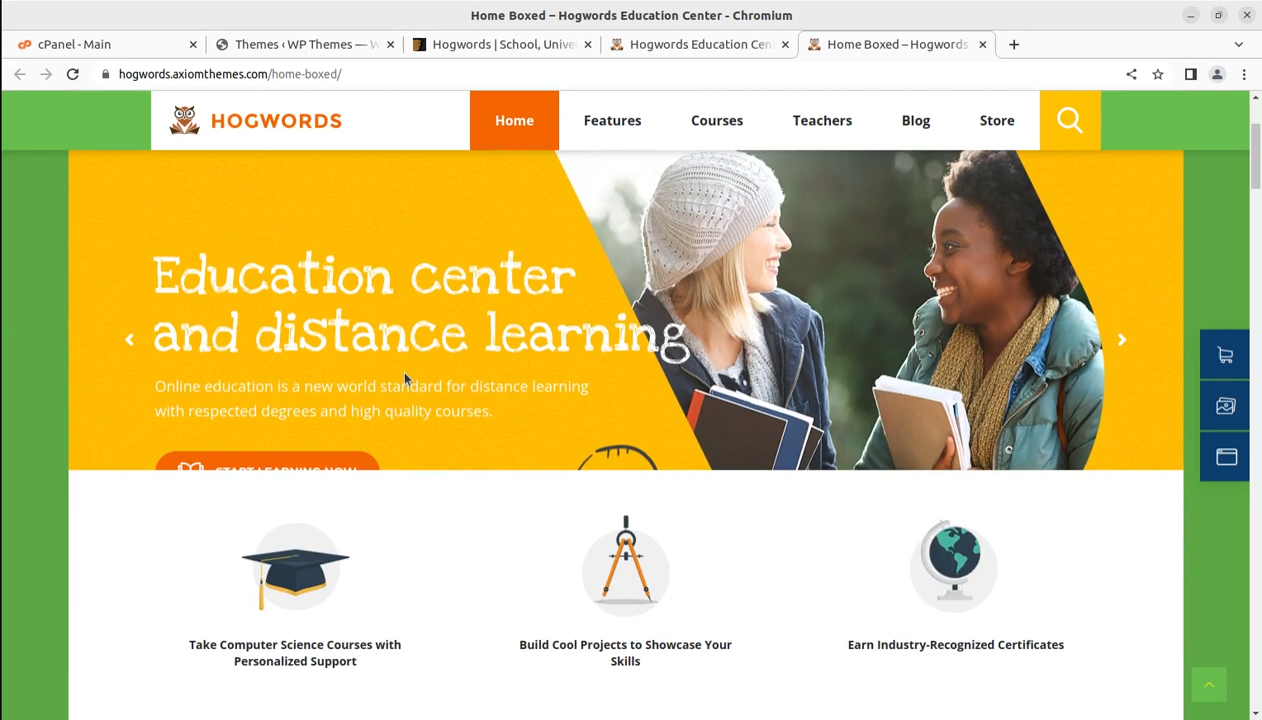 Home Boxed – Hogwords Education Center - Chromium
cPanel - Main
Themes ‹ WP Themes — W
Hogwords | School, Unive
Hogwords Education Cen
Home Boxed – Hogwords
hogwords.axiomthemes.com/home-boxed/
HOGWORDS
Home
Features
Courses
Teachers
Blog
Store
Education center
and distance learning
Online education is a new world standard for distance learning
with respected degrees and high quality courses.
START LEARNING NOW
Take Computer Science Courses with
Personalized Support
Build Cool Projects to Showcase Your
Skills
Earn Industry-Recognized Certificates